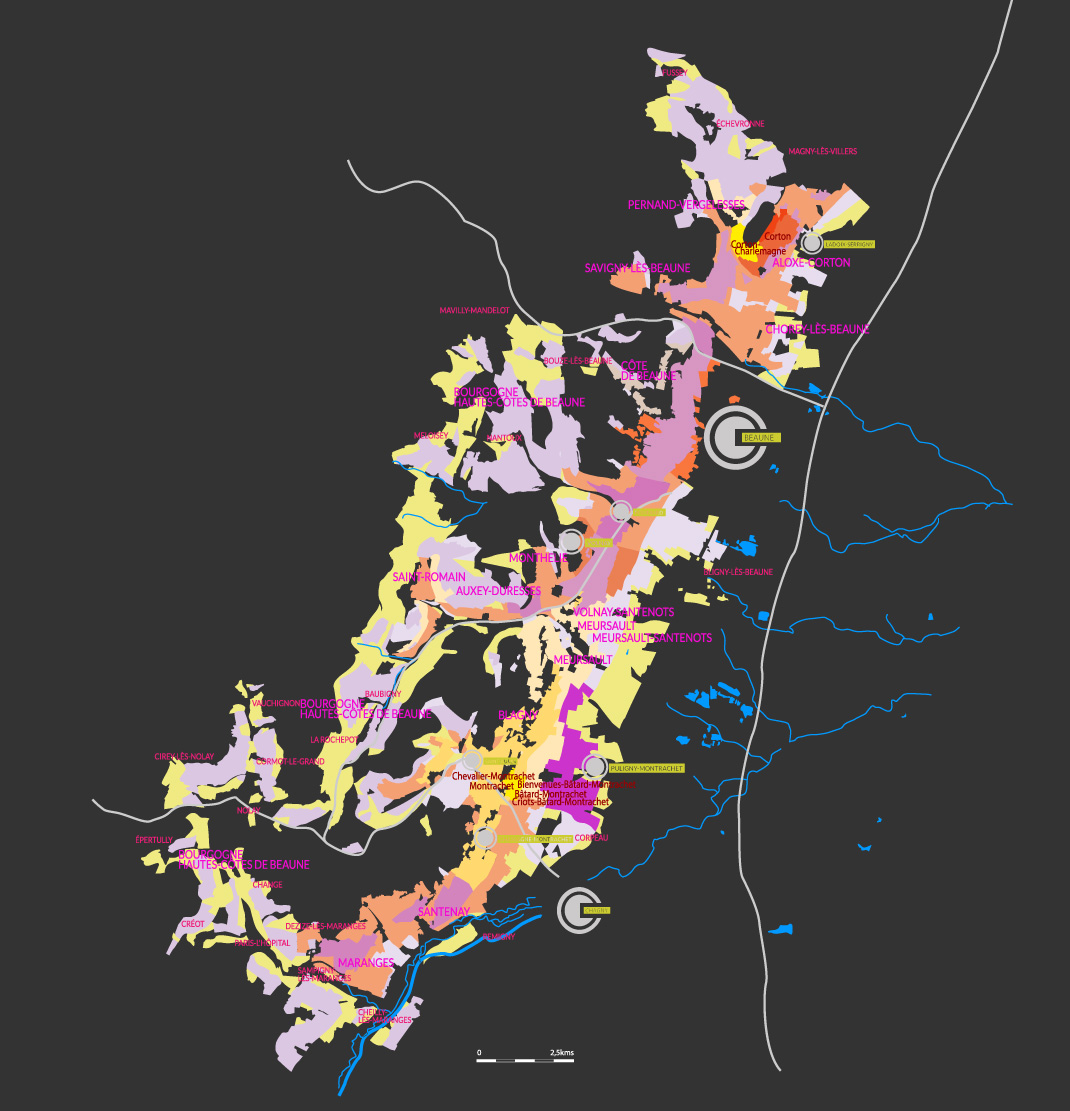 FUSSEY
ÉCHEVRONNE
MAGNY-LÈS-VILLERS
PERNAND-VERGELESSES
Corton
Corton-
Charlemagne
LADOIX SERRIGNY
ALOXE-CORTON
SAVIGNY-LÈS-BEAUNE
MAVILLY-MANDELOT
CHOREY-LÈS-BEAUNE
BOUZE-LÈS-BEAUNE
CÔTE
DE BEAUNE
BOURGOGNE
HAUTES-CÔTES DE BEAUNE
MELOISEY
NANTOUX
BEAUNE
MONTHELIE
SAINT-ROMAIN
AUXEY-DURESSES
BLIGNY-LÈS-BEAUNE
VOLNAY-SANTENOTS
MEURSAULT
MEURSAULT-SANTENOTS
MEURSAULT
BAUBIGNY
VAUCHIGNON
BOURGOGNE
HAUTES-CÔTES DE BEAUNE
BLAGNY
LA ROCHEPOT
CIREY-LÈS-NOLAY
CORMOT-LE-GRAND
PULIGNY-MONTRACHET
Chevalier-Montrachet
Montrachet
Bienvenues-Bâtard-Montrachet
Bâtard-Montrachet
Criots-Bâtard-Montrachet
NOLAY
CORPEAU
ÉPERTULLY
BOURGOGNE
HAUTES-CÔTES DE BEAUNE
CHANGE
CHAGNY
SANTENAY
CRÉOT
DEZIZE-LÈS-MARANGES
REMIGNY
PARIS-L'HÔPITAL
MARANGES
SAMPIGNY-
LÈS-MARANGES
CHEILLY-
LÈS-MARANGES
0
2,5kms